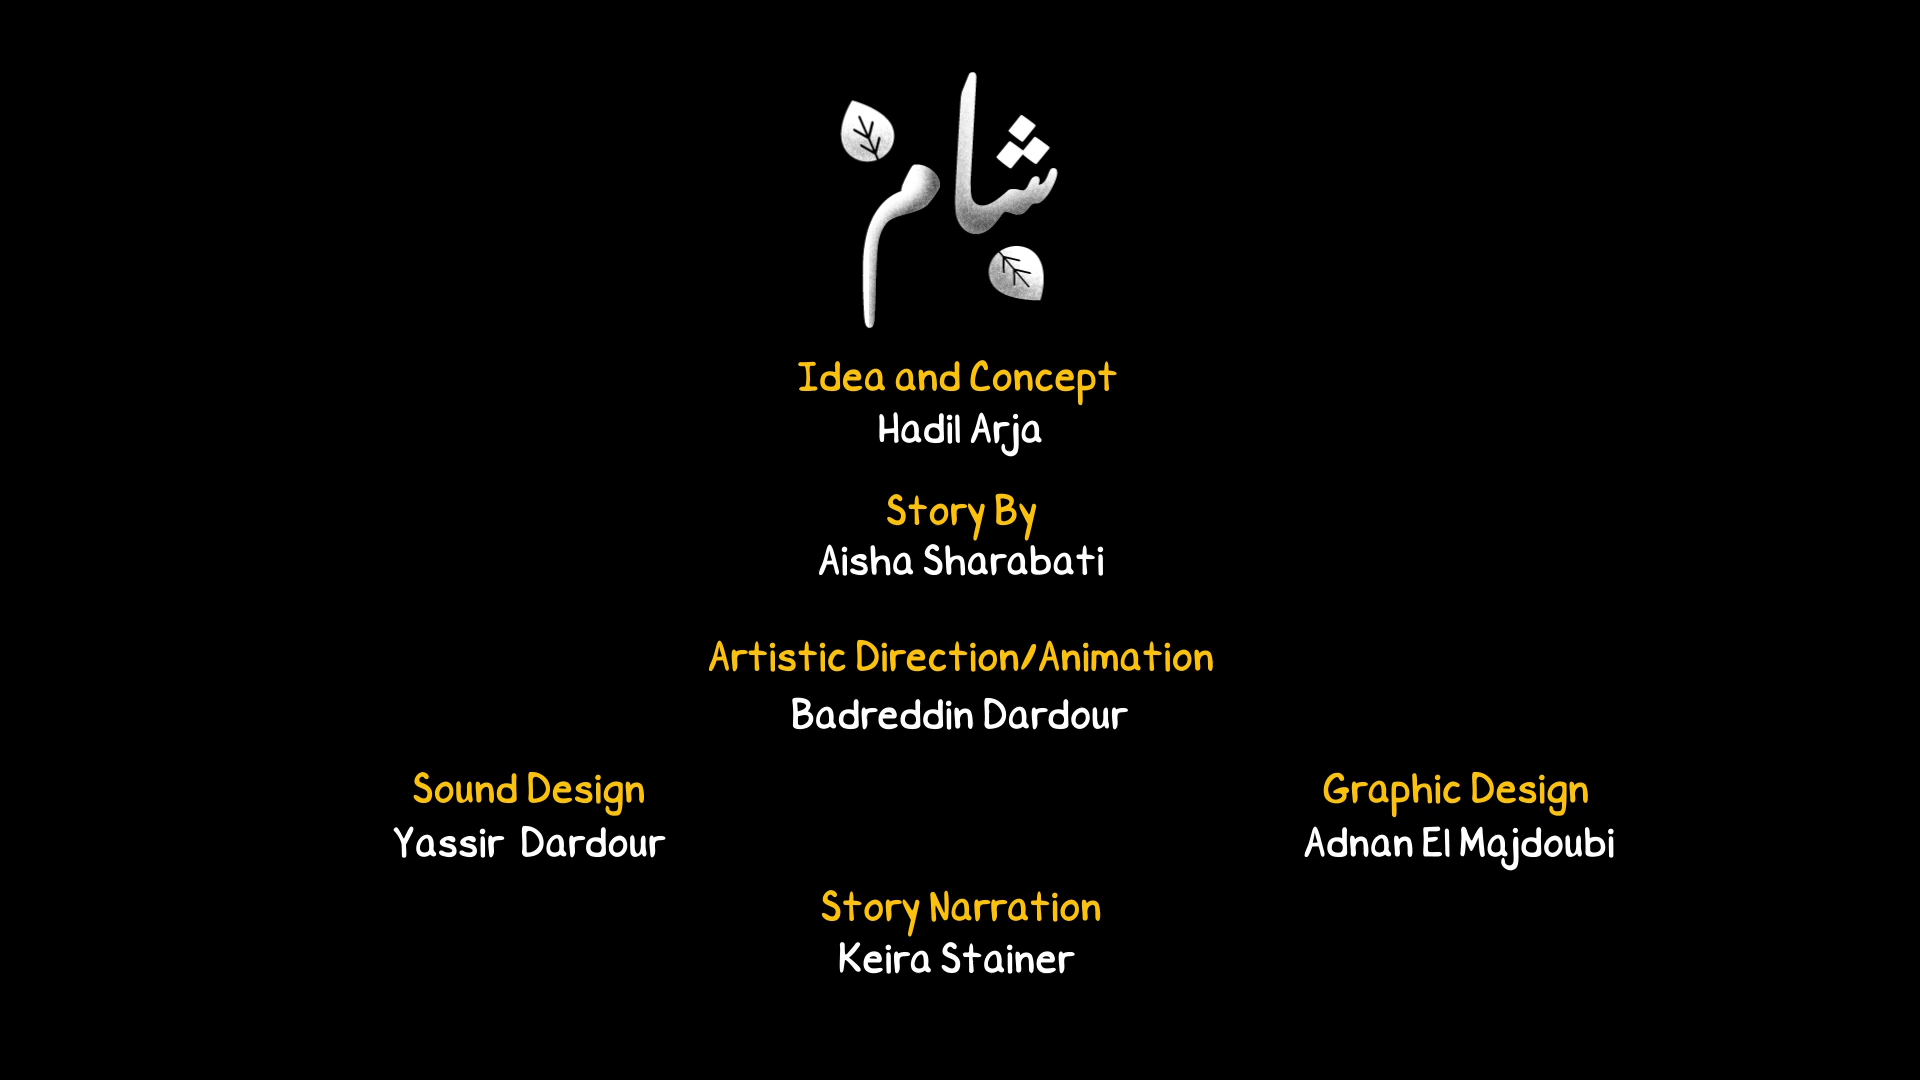 شام
Idea and Concept
Hadil Arja
Story By
Aisha Sharabati
Artistic Direction/Animation
Badreddin Dardour
Sound Design
Yassir Dardour
Graphic Design
Adnan El Majdoubi
Story Narration
Keira Stainer